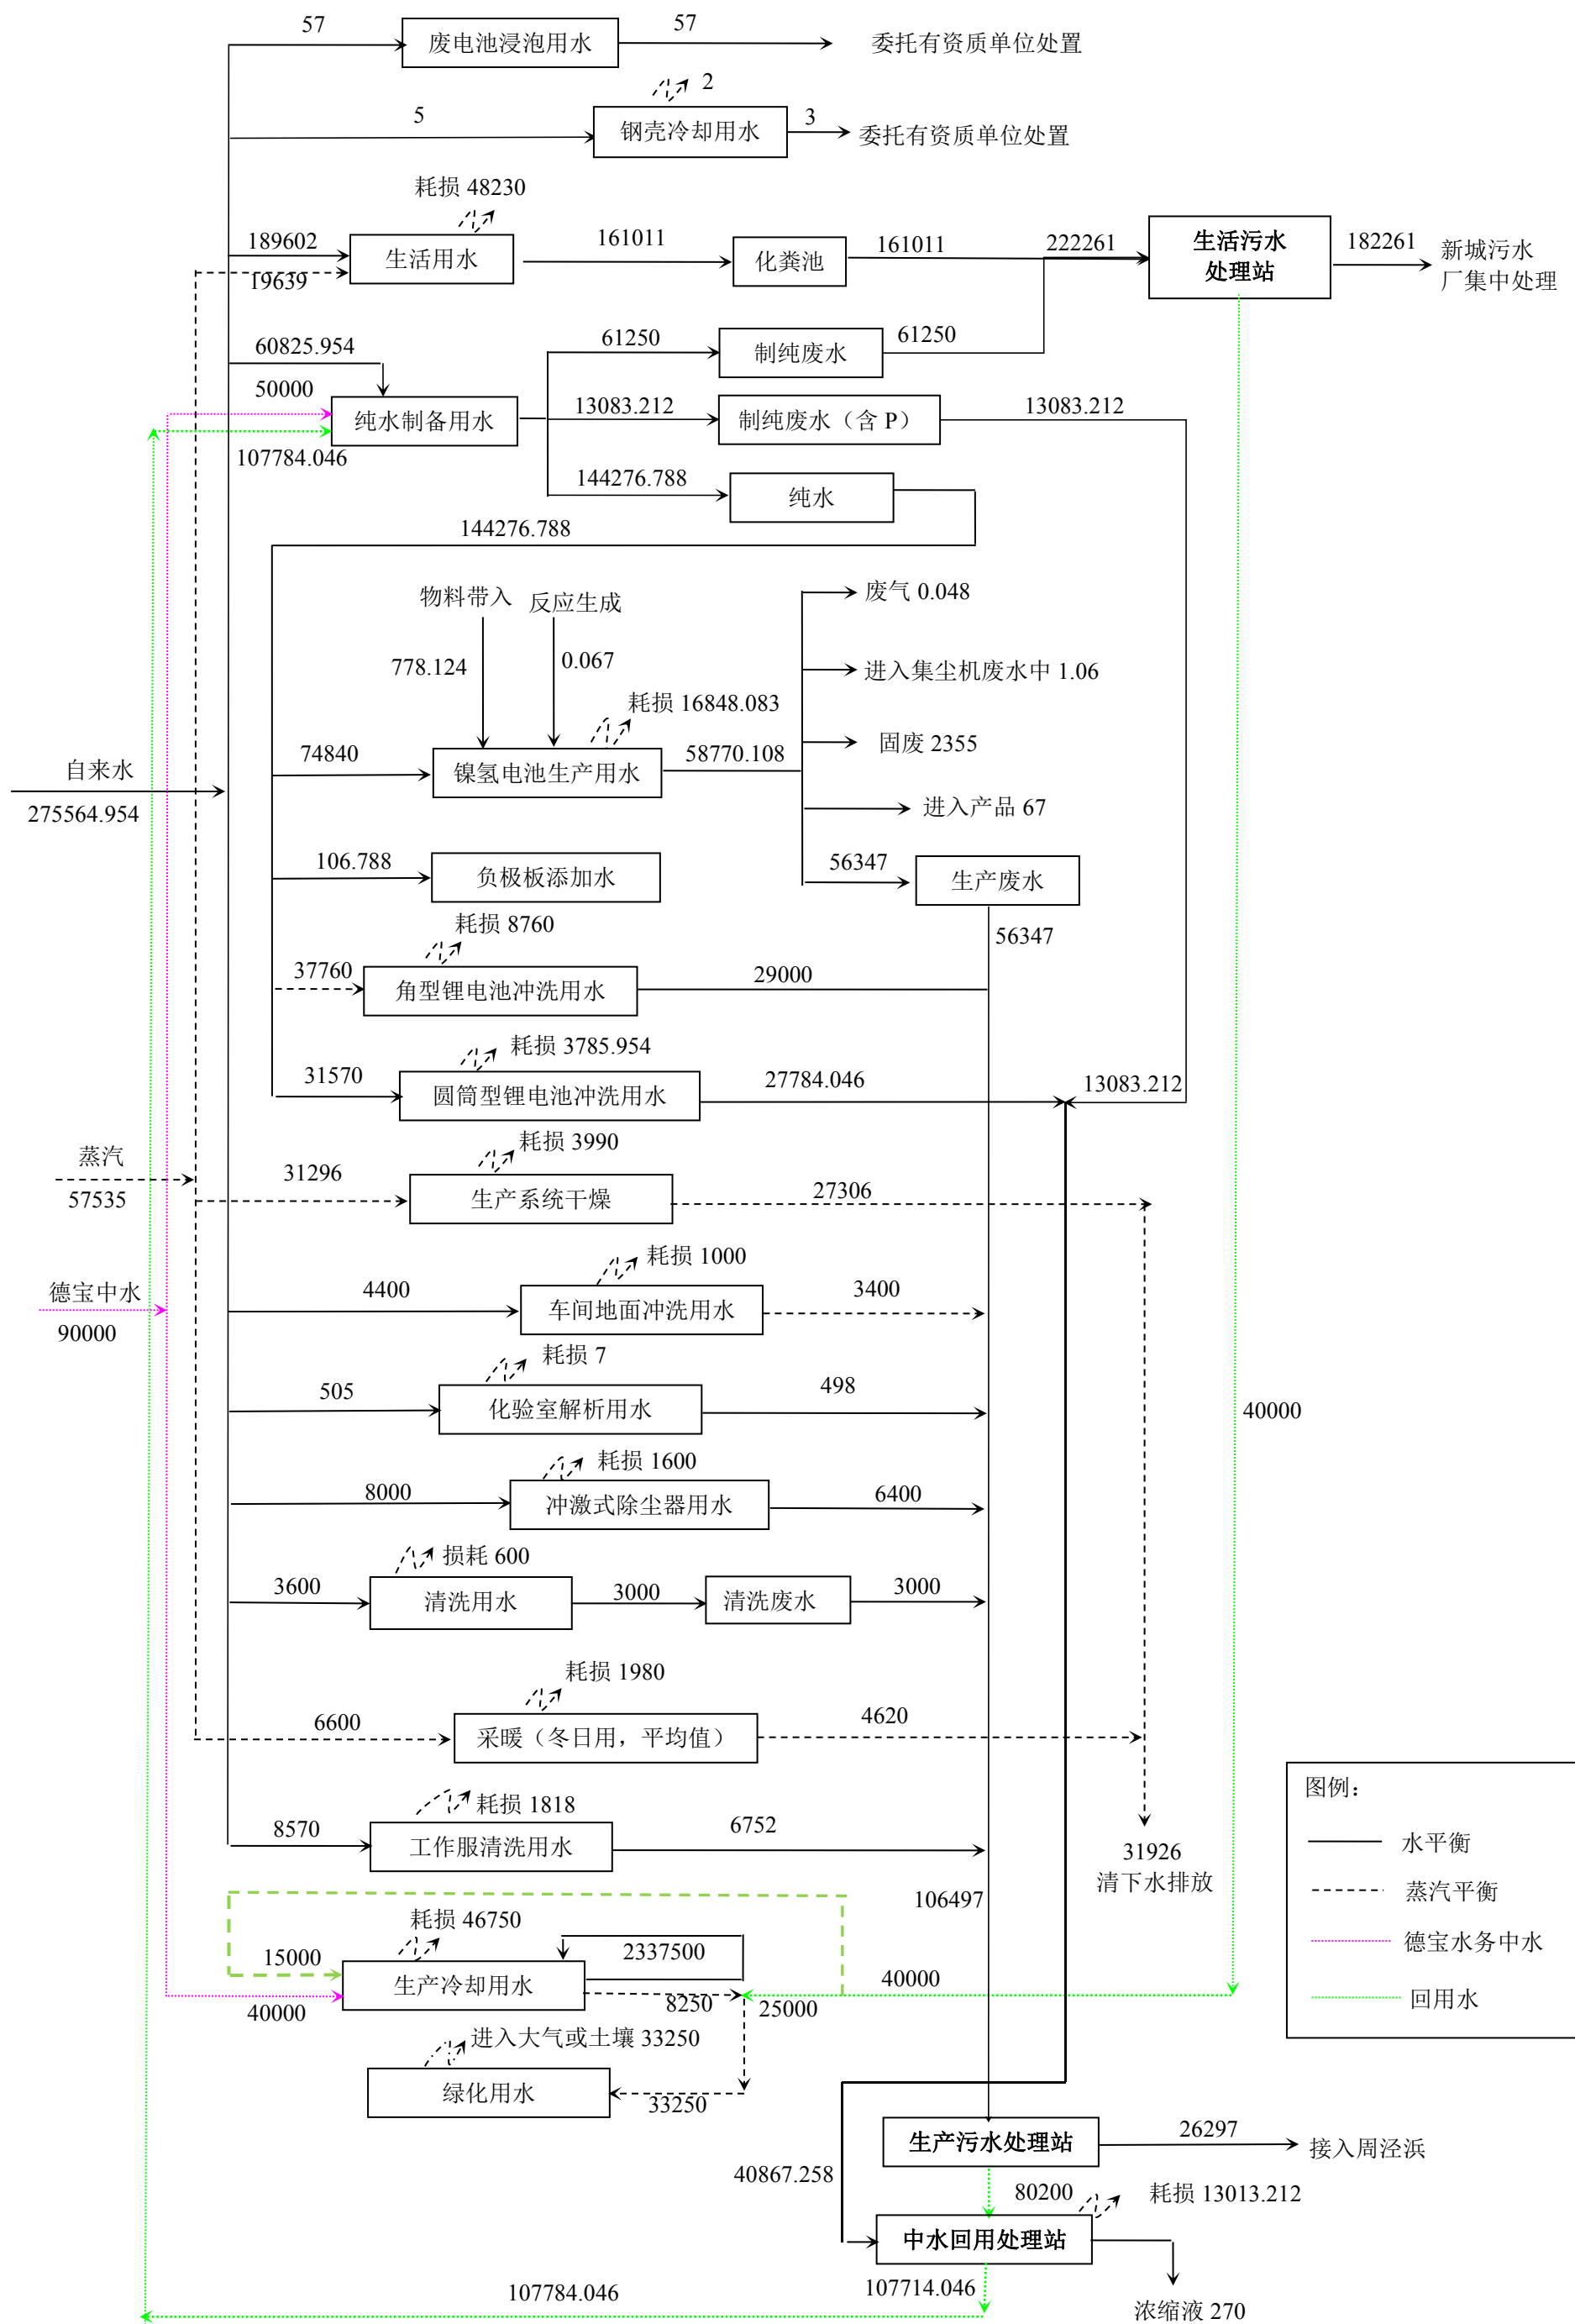 57
废电池浸泡用水
57
委托有资质单位处置
2
5
钢壳冷却用水
3
委托有资质单位处置
耗损 48230
189602
生活用水
161011
化粪池
161011
222261
生活污水
处理站
182261
新城污水
厂集中处理
19639
60825.954
61250
制纯废水
61250
50000
纯水制备用水
13083.212
制纯废水（含 P）
13083.212
107784.046
144276.788
纯水
144276.788
物料带入
反应生成
废气 0.048
778.124
0.067
进入集尘机废水中 1.06
耗损 16848.083
74840
镍氢电池生产用水
58770.108
固废 2355
自来水
275564.954
进入产品 67
106.788
负极板添加水
56347
生产废水
耗损 8760
56347
37760
角型锂电池冲洗用水
29000
耗损 3785.954
31570
圆筒型锂电池冲洗用水
27784.046
13083.212
耗损 3990
蒸汽
57535
31296
生产系统干燥
27306
耗损 1000
德宝中水
90000
4400
车间地面冲洗用水
3400
耗损 7
505
化验室解析用水
498
40000
耗损 1600
8000
冲激式除尘器用水
6400
损耗 600
3600
清洗用水
3000
清洗废水
3000
耗损 1980
6600
采暖（冬日用，平均值）
4620
图例：
耗损 1818
8570
工作服清洗用水
6752
31926
清下水排放
水平衡
蒸汽平衡
德宝水务中水
回用水
106497
耗损 46750
15000
2337500
生产冷却用水
40000
40000
8250
25000
进入大气或土壤 33250
绿化用水
33250
生产污水处理站
26297
接入周泾浜
40867.258
80200
耗损 13013.212
中水回用处理站
107784.046
107714.046
浓缩液 270